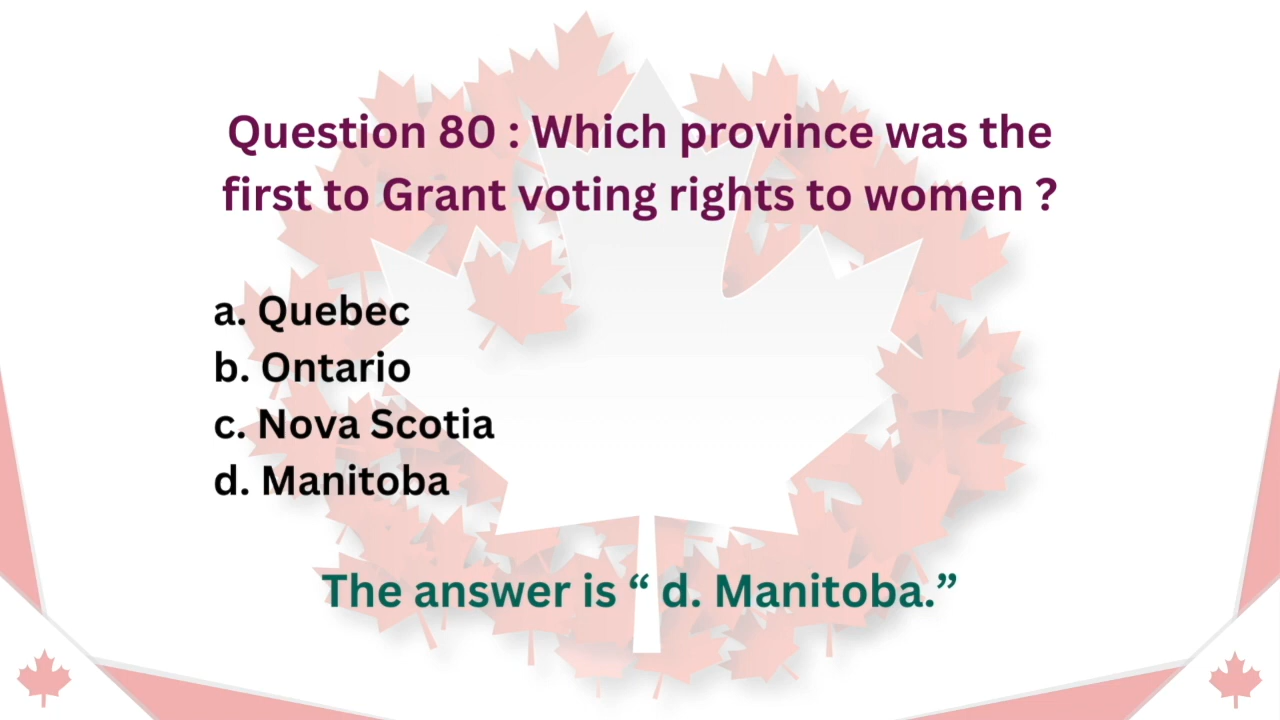 Question 80 : Which province was the
first to Grant voting rights to women ?
a. Quebec
b. Ontario
c. Nova Scotia
d. Manitoba
The answer is “ d. Manitoba.”